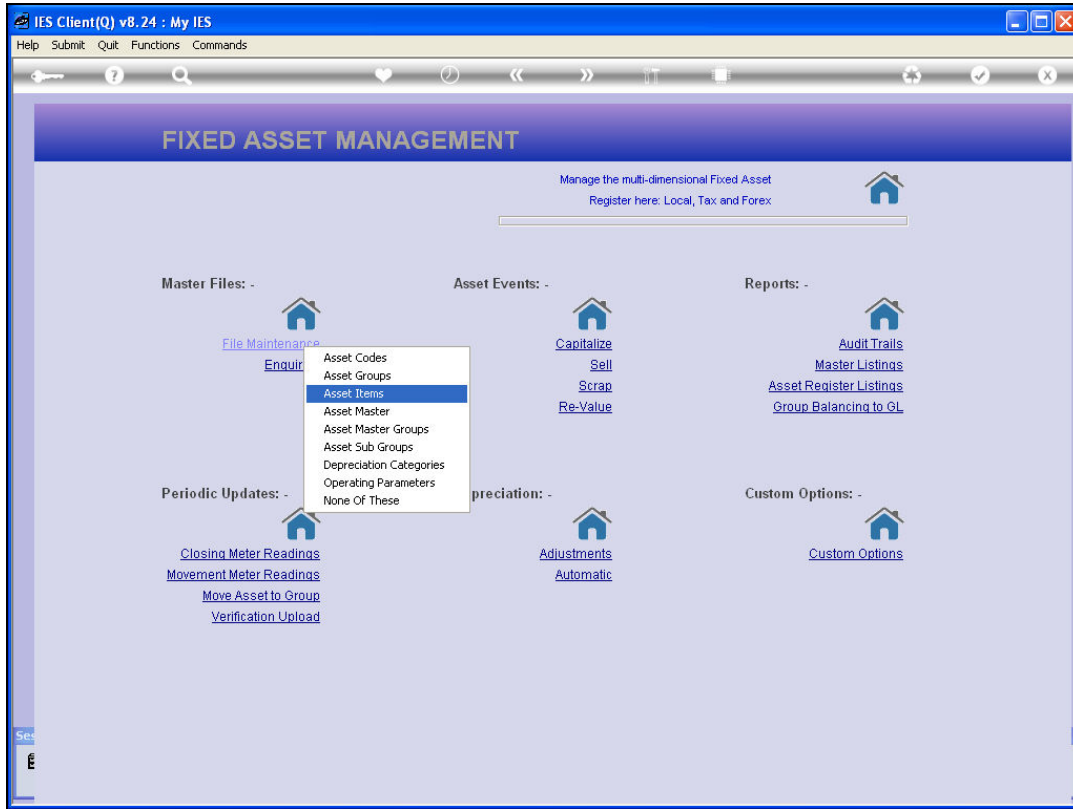 IES Client(Q) v8.24 : My IES
Help Submit Quit Functions Commands
FIXED ASSET MANAGEMENT
Manage the multi-dimensional Fixed Asset
Register here: Local, Tax and Forex
Master Files: -
File Maintenance
Asset Codes
Asset Groups
Asset Items
Asset Master
Asset Master Groups
Asset Sub Groups
Depreciation Categories
Operating Parameters
None Of These
Asset Events: -
Capitalize
Sell
Scrap
Re-Value
Reports: -
Audit Trails
Master Listings
Asset Register Listings
Group Balancing to GL
Periodic Updates: -
Closing Meter Readings
Movement Meter Readings
Move Asset to Group
Verification Upload
preciation: -
Adjustments
Automatic
Custom Options: -
Custom Options